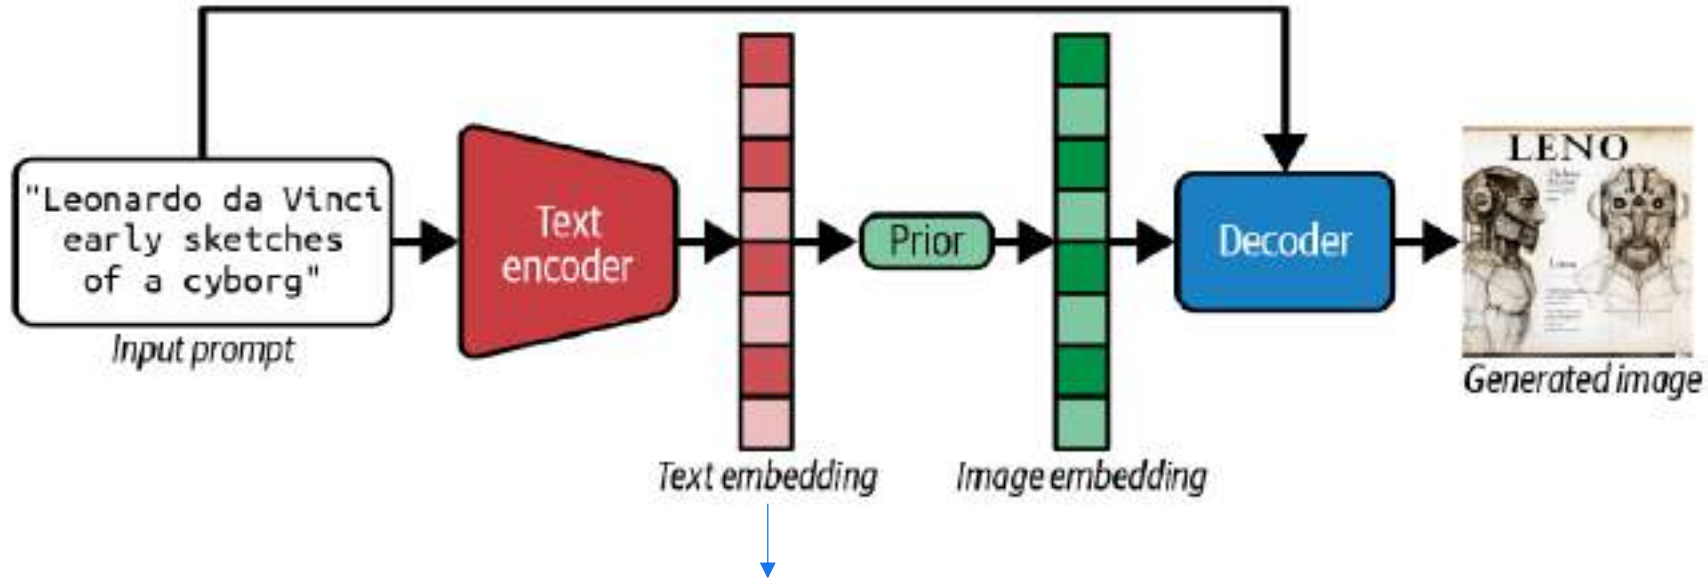 "Leonardo da Vinci
early sketches
of a cyborg"
Input prompt
Text
encoder
Text embedding
Prior
Image embedding
Decoder
LENO
Generated image